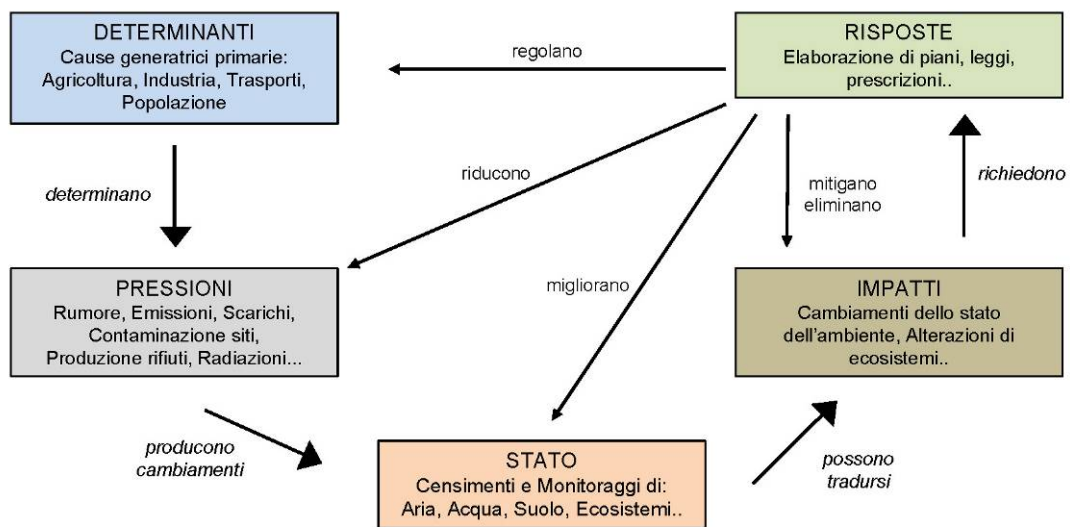 DETERMINANTI
Cause generatrici primarie:
Agricoltura, Industria, Trasporti,
Popolazione
regolano
RISPOSTE
Elaborazione di piani, leggi,
prescrizioni..
determinano
riducono
mitigano
eliminano
richiedono
PRESSIONI
Rumore, Emissioni, Scarichi,
Contaminazione siti,
Produzione rifiuti, Radiazioni...
migliorano
IMPATTI
Cambiamenti dello stato
dell'ambiente, Alterazioni di
ecosistemi..
producono
cambiamenti
STATO
Censimenti e Monitoraggi di:
Aria, Acqua, Suolo, Ecosistemi..
possono
tradursi